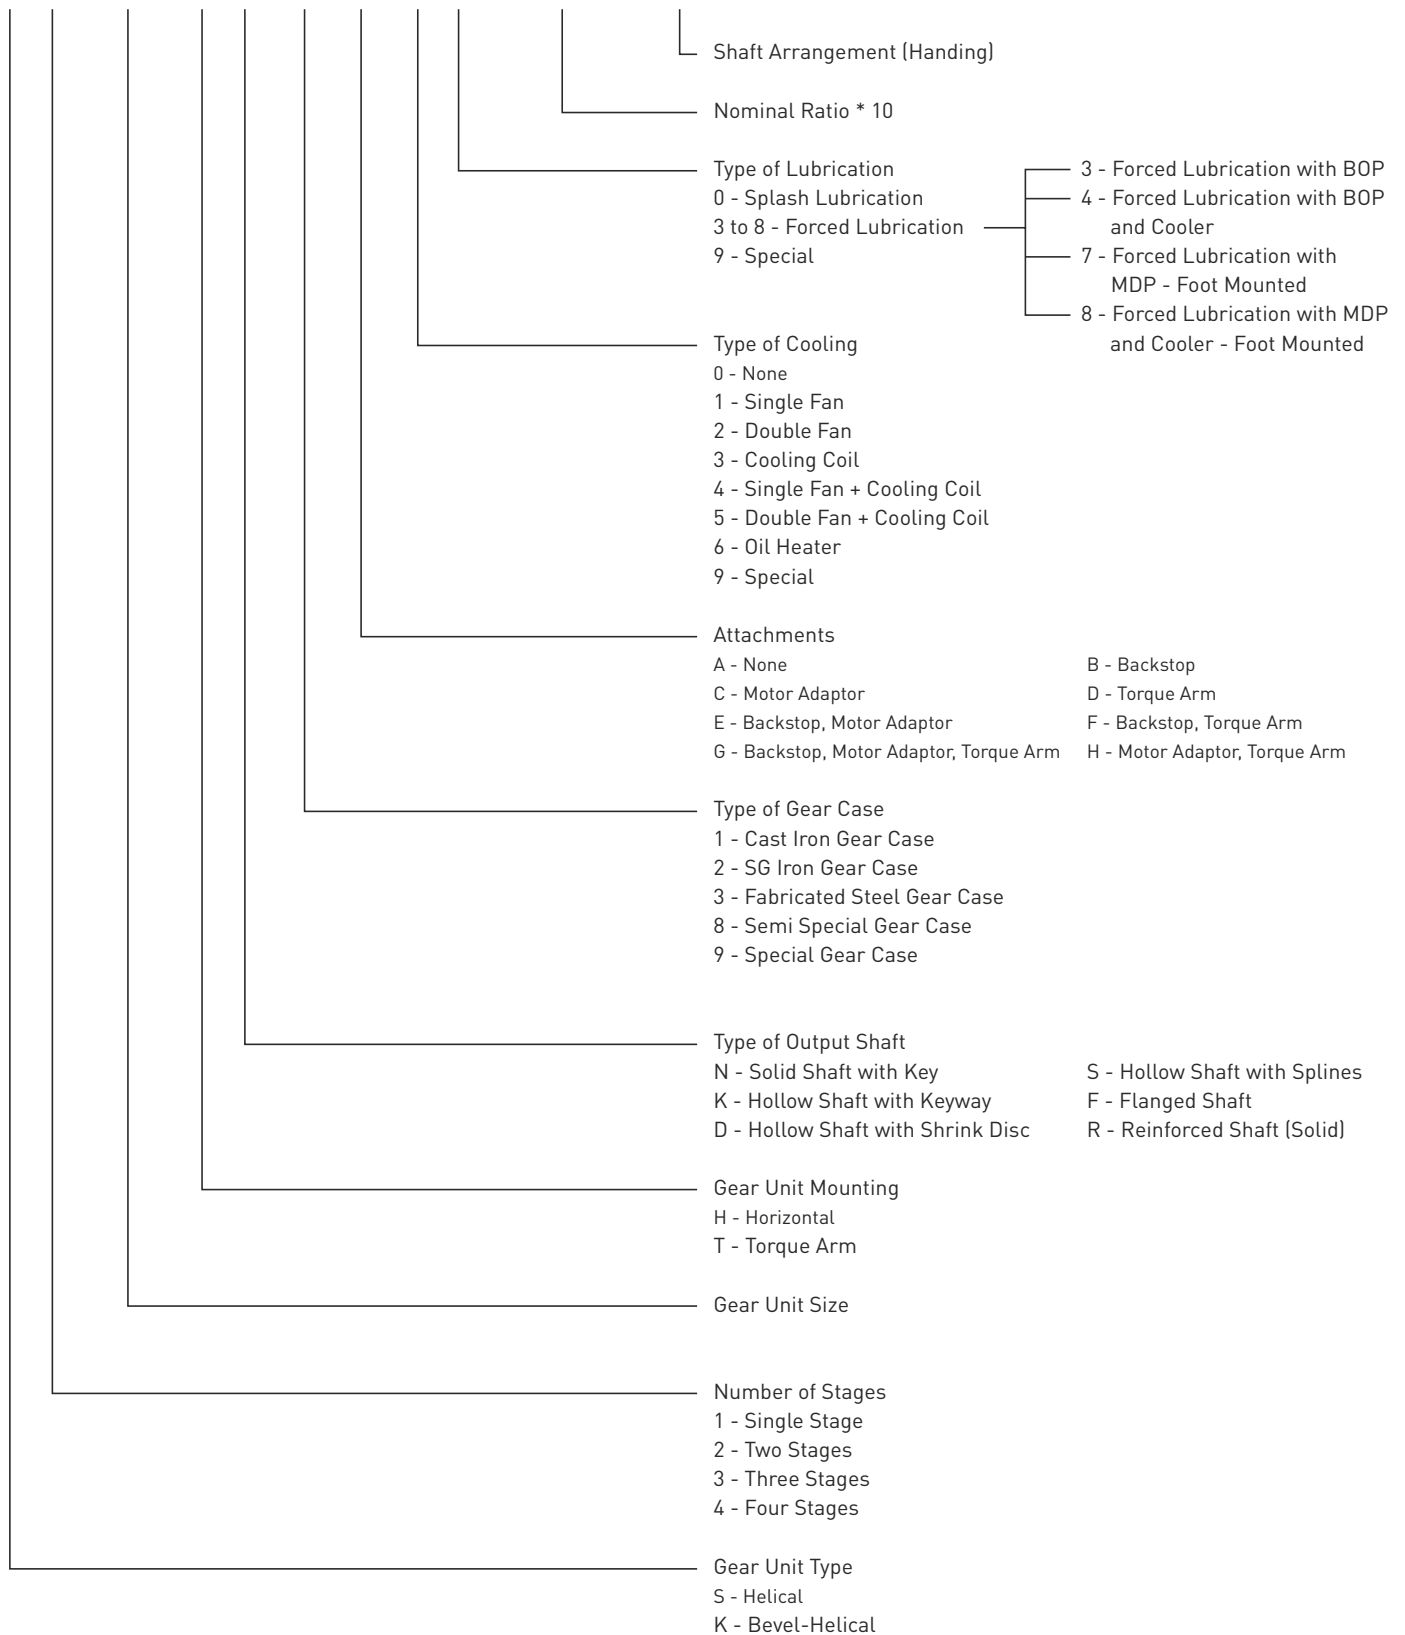 Shaft Arrangement (Handing)
Nominal Ratio * 10
Type of Lubrication
0 - Splash Lubrication
3 to 8 - Forced Lubrication
9 - Special
3 - Forced Lubrication with BOP
4 - Forced Lubrication with BOP
and Cooler
7 - Forced Lubrication with
MDP - Foot Mounted
8 - Forced Lubrication with MDP
and Cooler - Foot Mounted
Type of Cooling
0 - None
1 - Single Fan
2 - Double Fan
3 - Cooling Coil
4 - Single Fan + Cooling Coil
5 - Double Fan + Cooling Coil
6 - Oil Heater
9 - Special
Attachments
A - None
B - Backstop
C - Motor Adaptor
D - Torque Arm
E - Backstop, Motor Adaptor
F - Backstop, Torque Arm
G - Backstop, Motor Adaptor, Torque Arm
H - Motor Adaptor, Torque Arm
Type of Gear Case
1 - Cast Iron Gear Case
2 - SG Iron Gear Case
3 - Fabricated Steel Gear Case
8 - Semi Special Gear Case
9 - Special Gear Case
Type of Output Shaft
N - Solid Shaft with Key
S - Hollow Shaft with Splines
K - Hollow Shaft with Keyway
F - Flanged Shaft
D - Hollow Shaft with Shrink Disc
R - Reinforced Shaft (Solid)
Gear Unit Mounting
H - Horizontal
T - Torque Arm
Gear Unit Size
Number of Stages
1 - Single Stage
2 - Two Stages
3 - Three Stages
4 - Four Stages
Gear Unit Type
S - Helical
K - Bevel-Helical